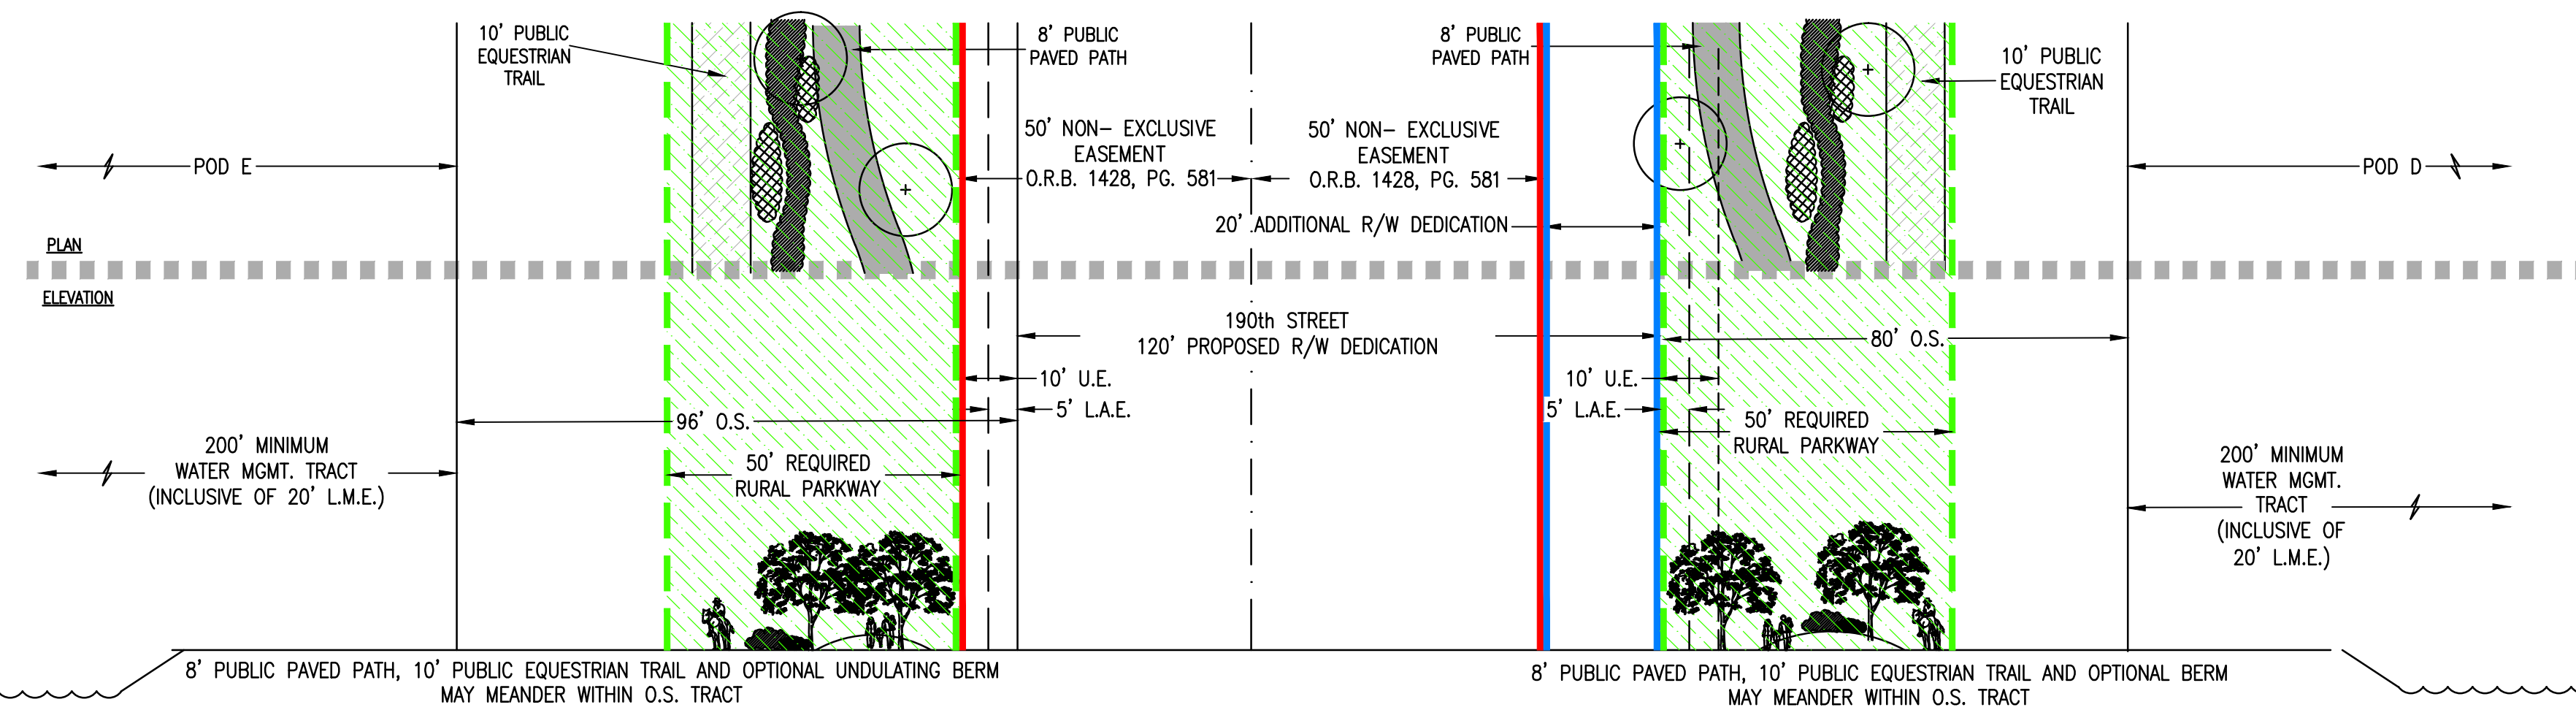 10' PUBLIC
EQUESTRIAN
TRAIL
8' PUBLIC
PAVED PATH
8' PUBLIC
PAVED PATH
10' PUBLIC
EQUESTRIAN
TRAIL
POD E
50' NON- EXCLUSIVE
EASEMENT
O.R.B. 1428, PG. 581
50' NON- EXCLUSIVE
EASEMENT
O.R.B. 1428, PG. 581
POD D
20' ADDITIONAL R/W DEDICATION
PLAN
ELEVATION
190th STREET
120' PROPOSED R/W DEDICATION
80' O.S.
10' U.E.
10' U.E.
5' L.A.E.
5' L.A.E.
96' O.S.
50' REQUIRED
RURAL PARKWAY
200' MINIMUM
WATER MGMT. TRACT
(INCLUSIVE OF 20' L.M.E.)
50' REQUIRED
RURAL PARKWAY
200' MINIMUM
WATER MGMT.
TRACT
(INCLUSIVE OF
20' L.M.E.)
8' PUBLIC PAVED PATH, 10' PUBLIC EQUESTRIAN TRAIL AND OPTIONAL UNDULATING BERM
MAY MEANDER WITHIN O.S. TRACT
8' PUBLIC PAVED PATH, 10' PUBLIC EQUESTRIAN TRAIL AND OPTIONAL BERM
MAY MEANDER WITHIN O.S. TRACT